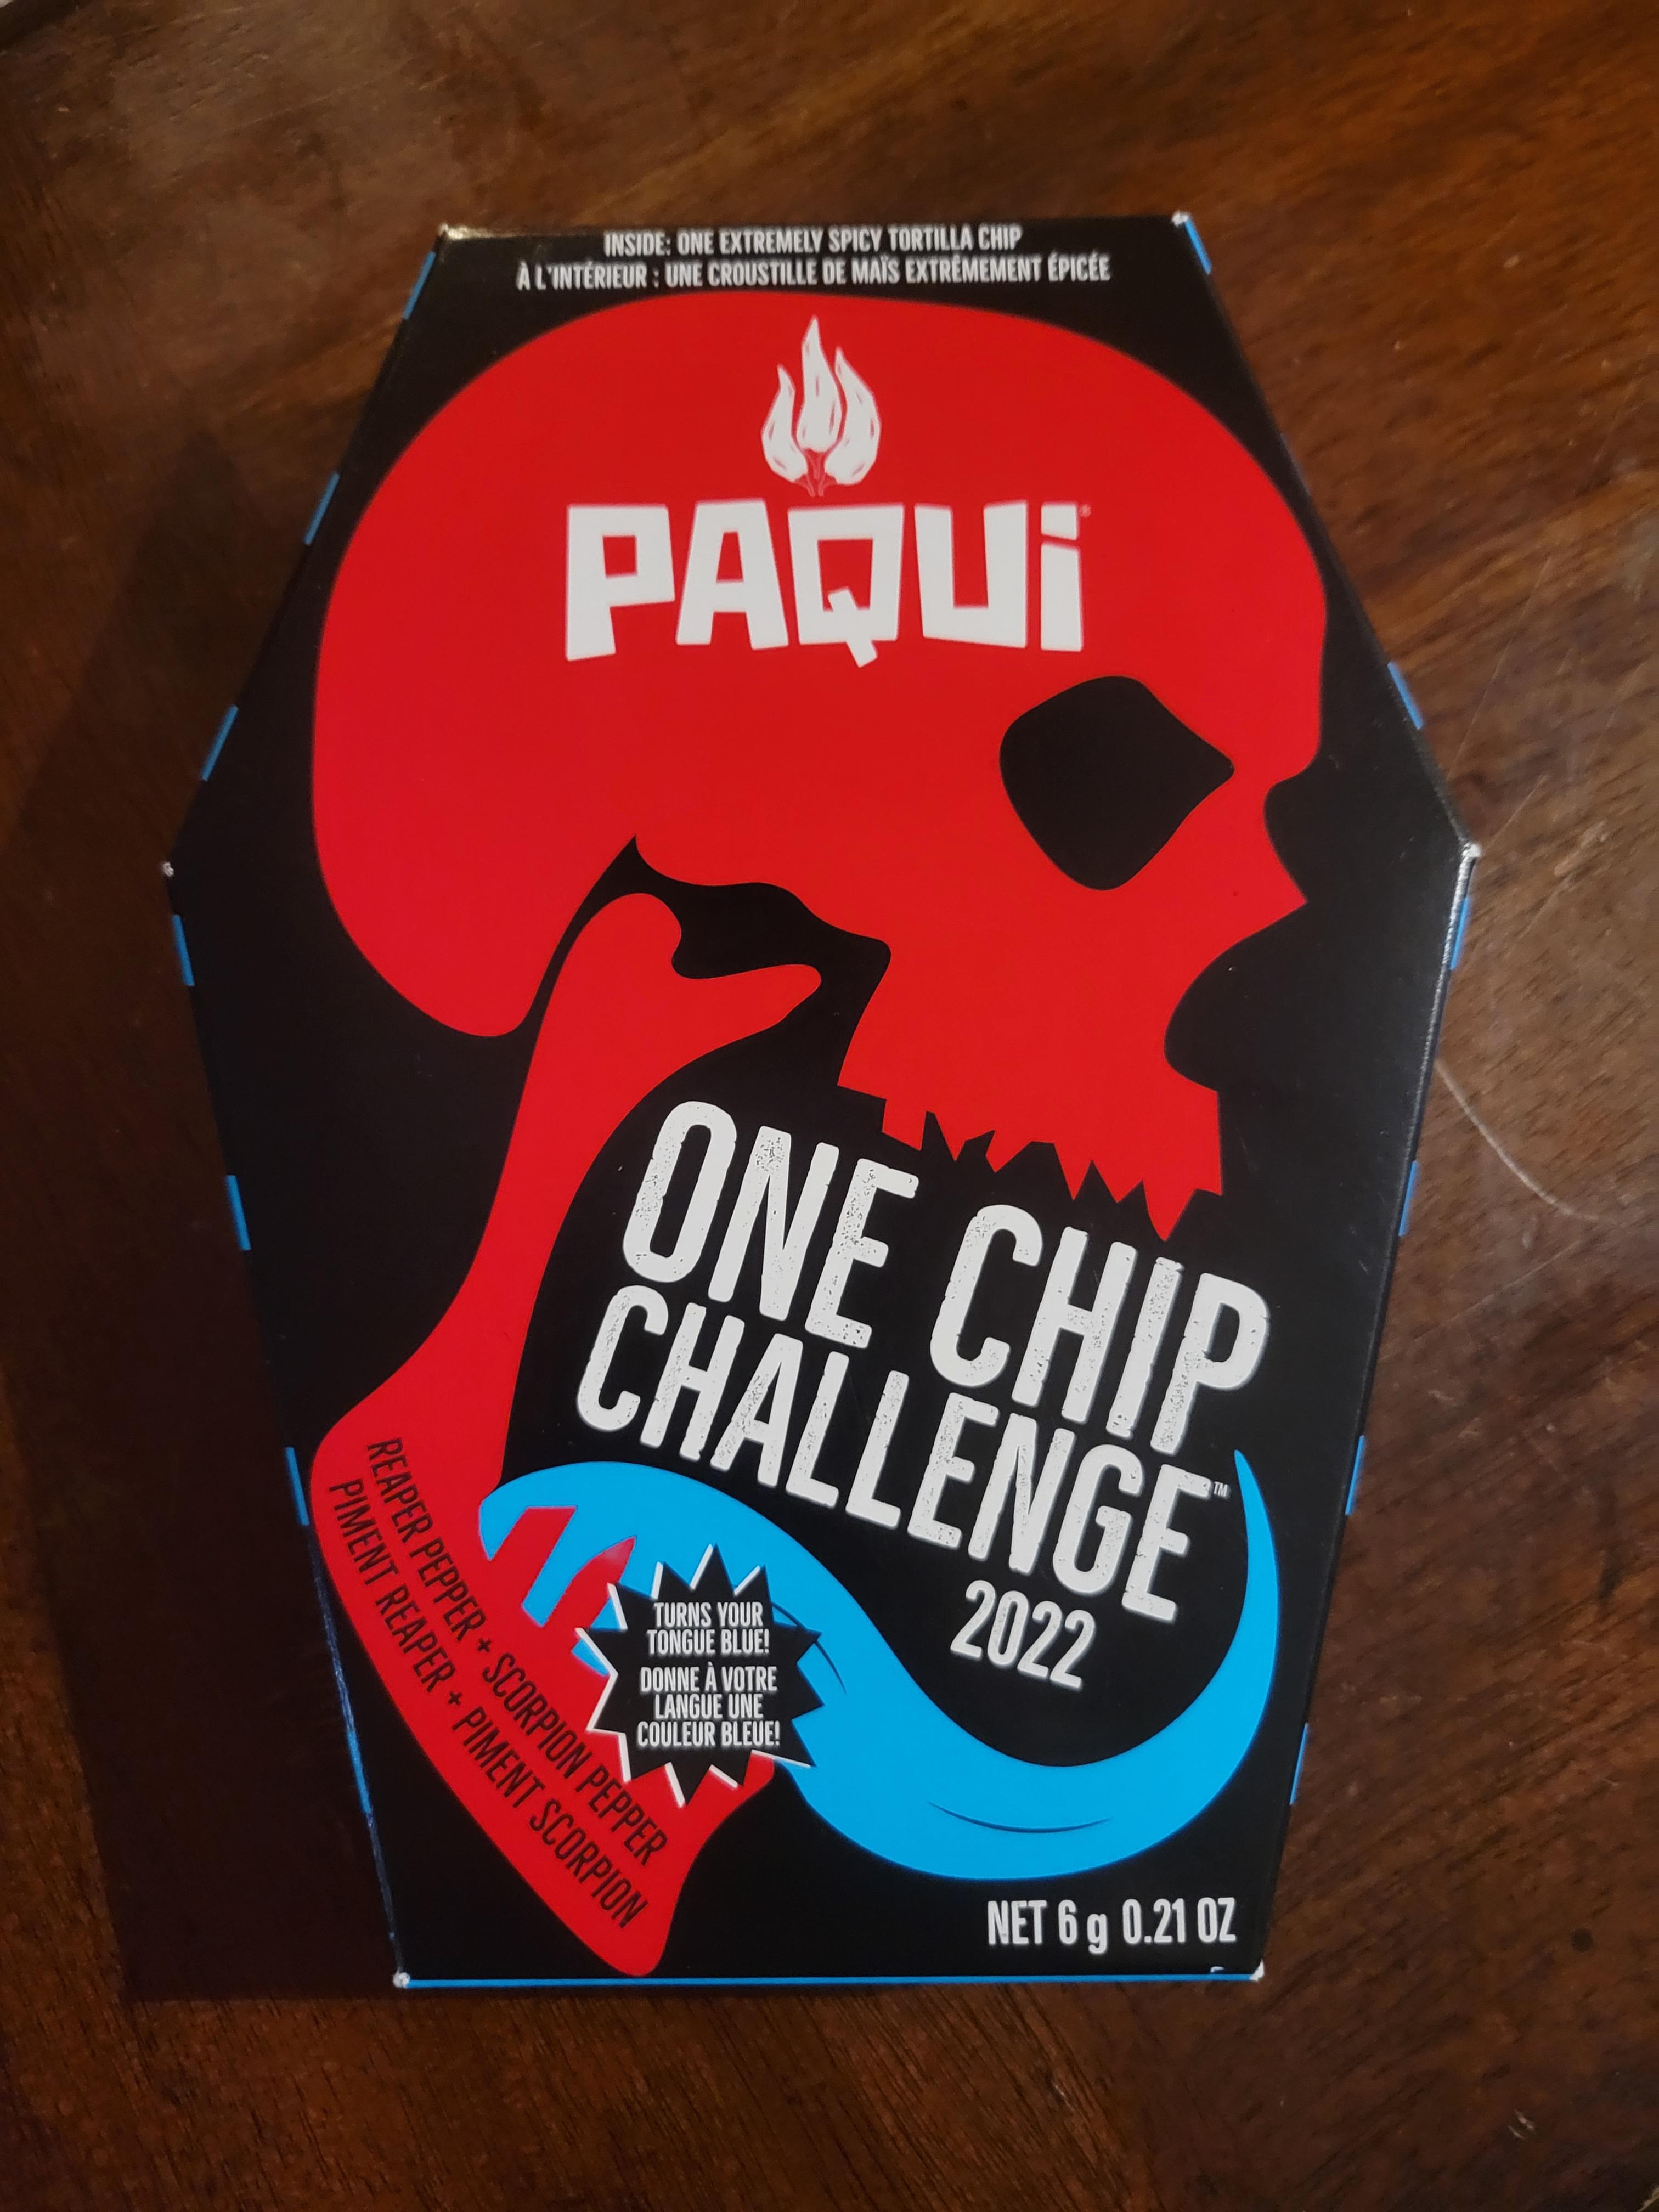 INSIDE: ONE EXTREMELY SPICY TORTILLA CHIP
À L'INTÉRIEUR : UNE CROUSTILLE DE MAÏS EXTRÊMEMENT ÉPICÉE
PAQUI®
ONE CHIP
CHALLENGE™
2022
REAPER PEPPER + SCORPION PEPPER
PIMENT REAPER + PIMENT SCORPION
TURNS YOUR
TONGUE BLUE!
DONNE À VOTRE
LANGUE UNE
COULEUR BLEUE!
NET 6 g 0.21 OZ